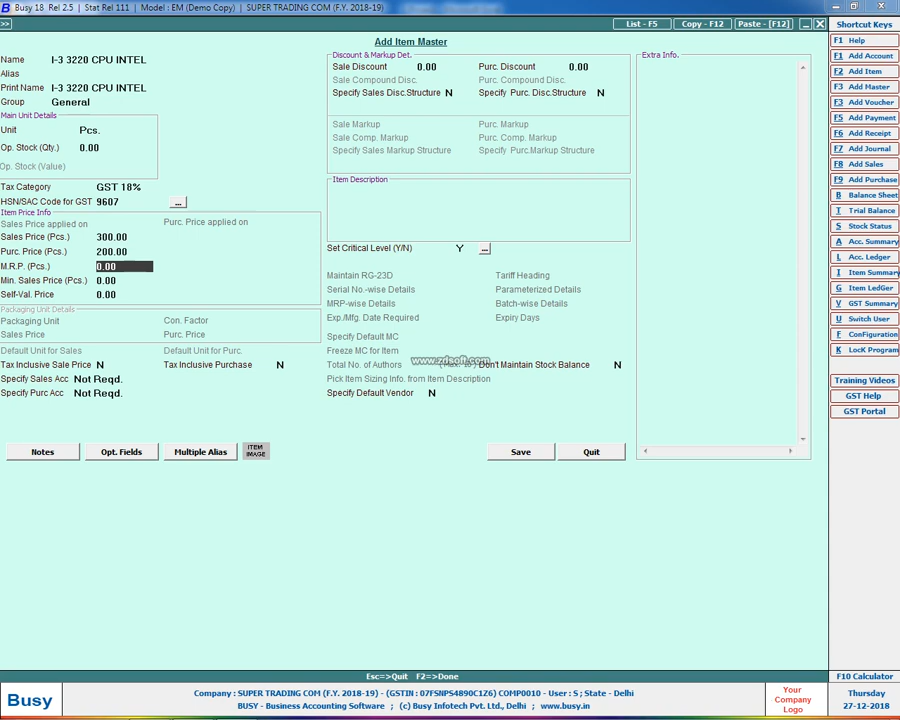 Busy 18 Rel 2.5 | Stat Rel 111 | Model : EM (Demo Copy) | SUPER TRADING COM (F.Y. 2018-19)
>> List - F5 Copy - F12 Paste - [F12]
Shortcut Keys
Add Item Master
Name I-3 3220 CPU INTEL
Alias
Print Name I-3 3220 CPU INTEL
Group General
Main Unit Details
Unit Pcs.
Op. Stock (Qty.) 0.00
Op. Stock (Value)
Tax Category GST 18%
HSN/SAC Code for GST 9607 ...
Item Price Info
Sales Price applied on Purc. Price applied on
Sales Price (Pcs.) 300.00
Purc. Price (Pcs.) 200.00
M.R.P. (Pcs.) 0.00
Min. Sales Price (Pcs.) 0.00
Self-Val. Price 0.00
Packaging Unit Details
Packaging Unit Con. Factor
Sales Price Purc. Price
Default Unit for Sales Default Unit for Purc.
Tax Inclusive Sale Price N Tax Inclusive Purchase N
Specify Sales Acc Not Reqd.
Specify Purc Acc Not Reqd.
Discount & Markup Det.
Sale Discount 0.00 Purc. Discount 0.00
Sale Compound Disc. Purc. Compound Disc.
Specify Sales Disc.Structure N Specify Purc. Disc.Structure N
Sale Markup Purc. Markup
Sale Comp. Markup Purc. Comp. Markup
Specify Sales Markup Structure Specify Purc.Markup Structure
Item Description
Set Critical Level (Y/N) Y ...
Maintain RG-23D Tariff Heading
Serial No.-wise Details Parameterized Details
MRP-wise Details Batch-wise Details
Exp./Mfg. Date Required Expiry Days
Specify Default MC
Freeze MC for Item
www.zdsoft.com
Total No. of Authors Don't Maintain Stock Balance N
Pick Item Sizing Info. from Item Description
Specify Default Vendor N
Extra Info.
Notes Opt. Fields Multiple Alias ITEM IMAGE Save Quit
F1 Help
F1 Add Account
F2 Add Item
F3 Add Master
F3 Add Voucher
F5 Add Payment
F6 Add Receipt
F7 Add Journal
F8 Add Sales
F9 Add Purchase
B Balance Sheet
T Trial Balance
S Stock Status
A Acc. Summary
L Acc. Ledger
I Item Summary
G Item LedGer
V GST Summary
U Switch User
F ConFiguration
K LocK Program
Training Videos
GST Help
GST Portal
Esc=>Quit F2=>Done
F10 Calculator
Busy
Company : SUPER TRADING COM (F.Y. 2018-19) - (GSTIN : 07FSNPS4890C1Z6) COMP0010 - User : S ; State - Delhi
BUSY - Business Accounting Software ; (c) Busy Infotech Pvt. Ltd., Delhi ; www.busy.in
Your
Company
Logo
Thursday
27-12-2018